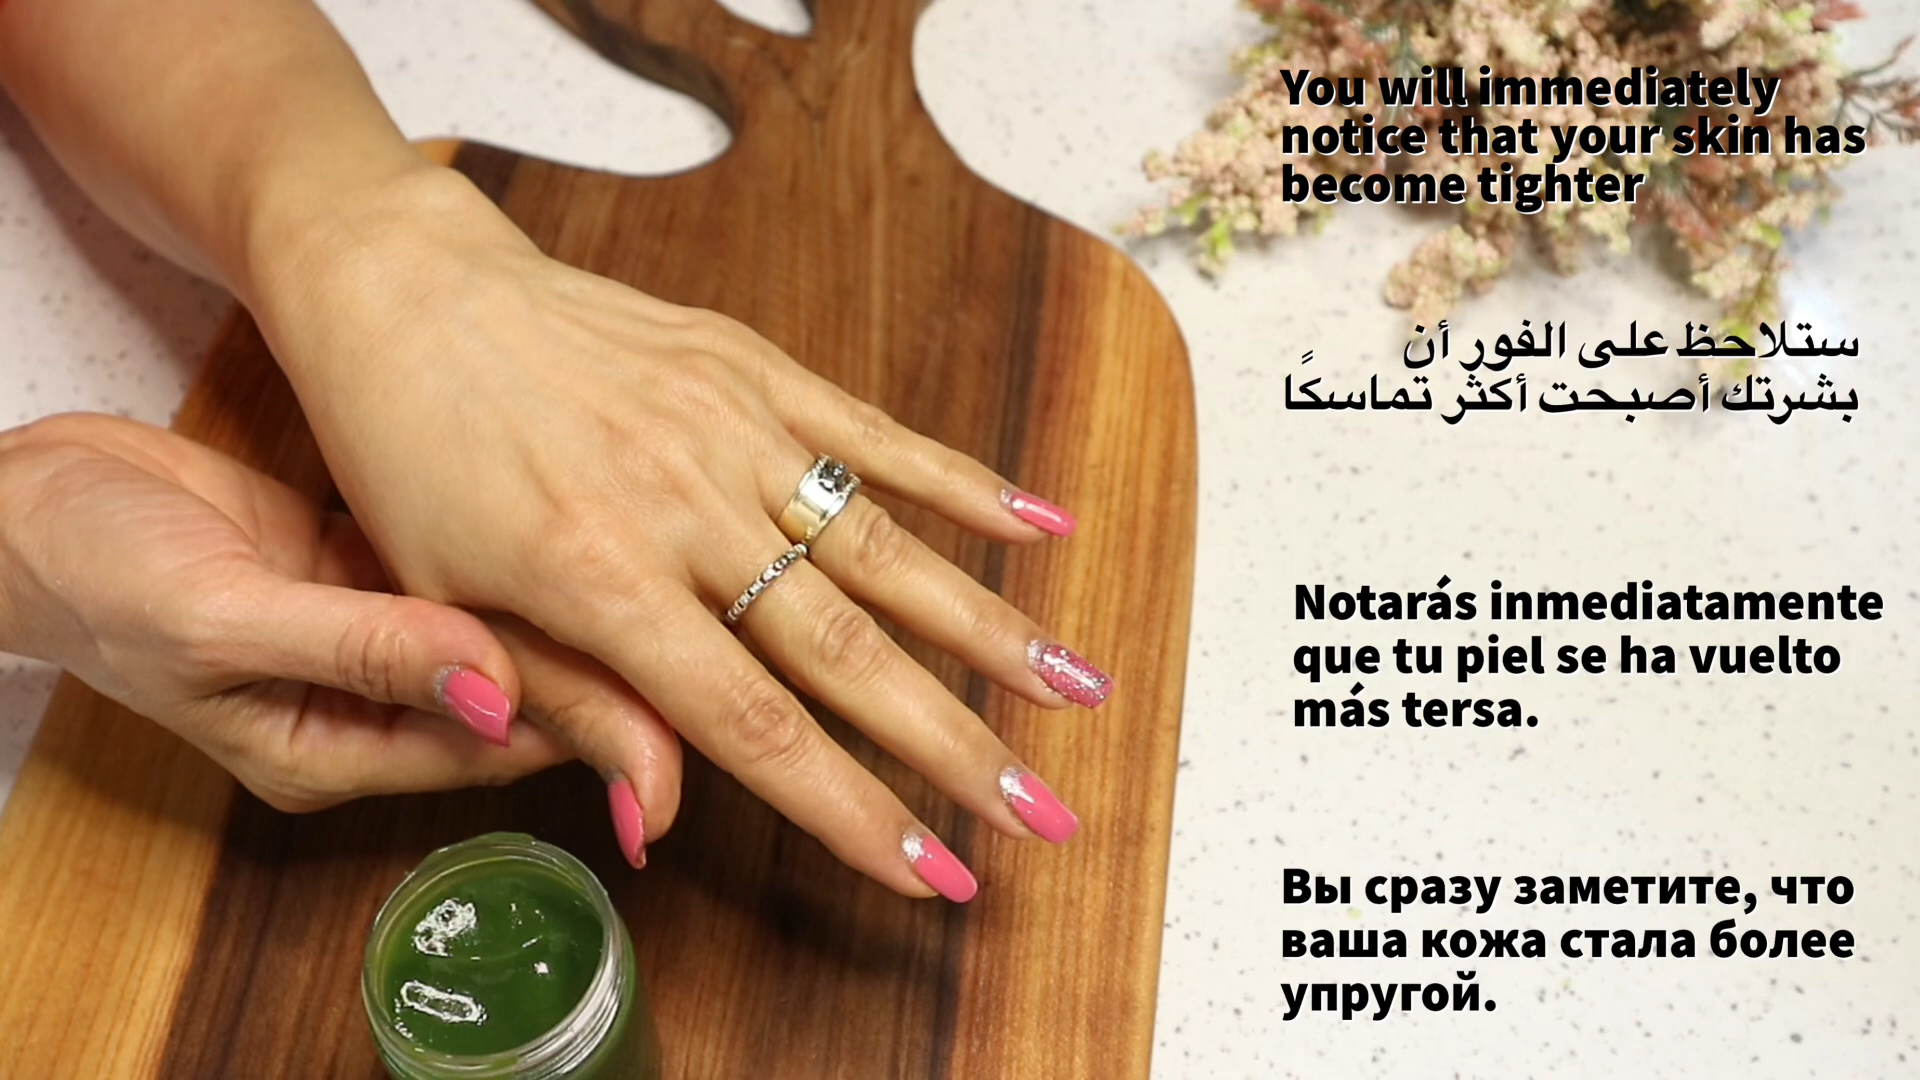 You will immediately
notice that your skin has
become tighter
ستلاحظ على الفور أن
بشرتك أصبحت أكثر تماسكًا
Notarás inmediatamente
que tu piel se ha vuelto
más tersa.
Вы сразу заметите, что
ваша кожа стала более
упругой.